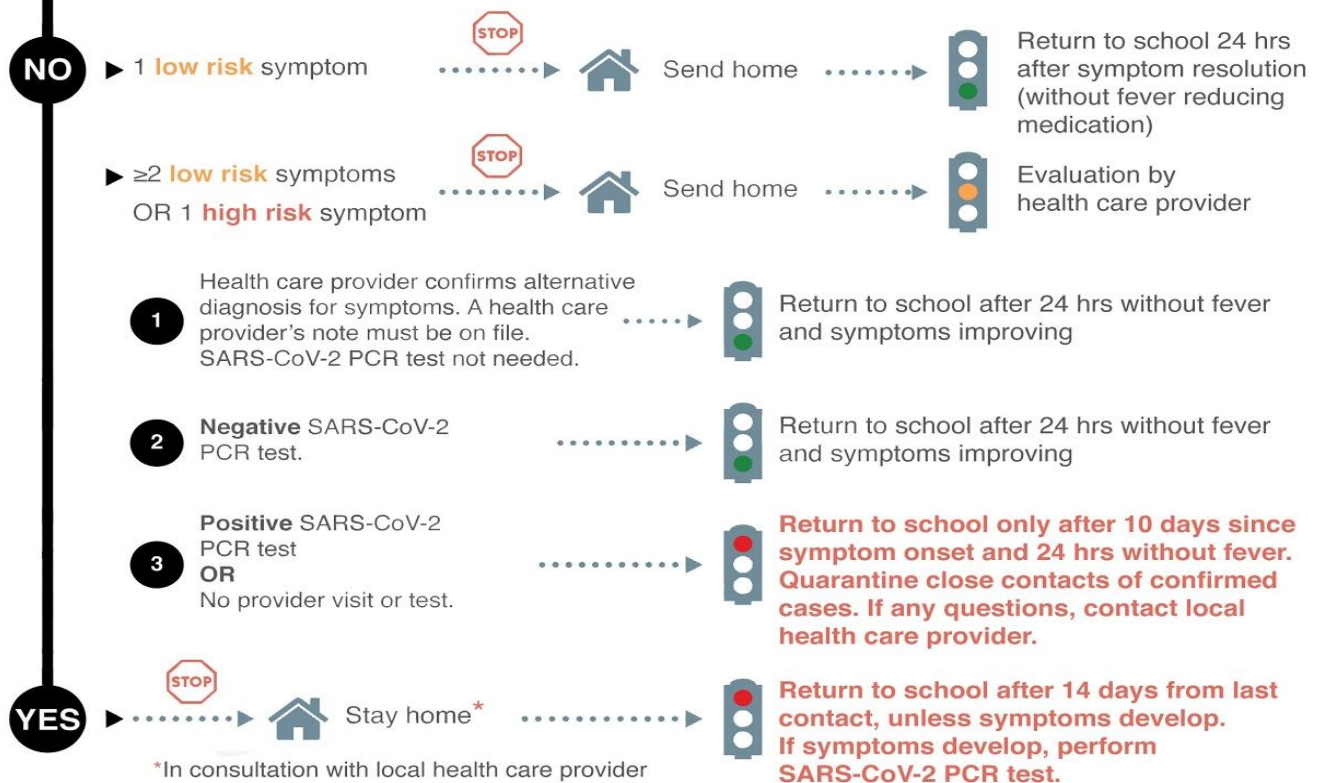 NO
▶ 1 low risk symptom
STOP
Send home
Return to school 24 hrs
after symptom resolution
(without fever reducing
medication)
▶ ≥2 low risk symptoms
OR 1 high risk symptom
STOP
Send home
Evaluation by
health care provider
1
Health care provider confirms alternative
diagnosis for symptoms. A health care
provider's note must be on file.
SARS-CoV-2 PCR test not needed.
Return to school after 24 hrs without fever
and symptoms improving
2
Negative SARS-CoV-2
PCR test.
Return to school after 24 hrs without fever
and symptoms improving
3
Positive SARS-CoV-2
PCR test
OR
No provider visit or test.
Return to school only after 10 days since
symptom onset and 24 hrs without fever.
Quarantine close contacts of confirmed
cases. If any questions, contact local
health care provider.
YES
STOP
Stay home*
Return to school after 14 days from last
contact, unless symptoms develop.
If symptoms develop, perform
SARS-CoV-2 PCR test.
*In consultation with local health care provider